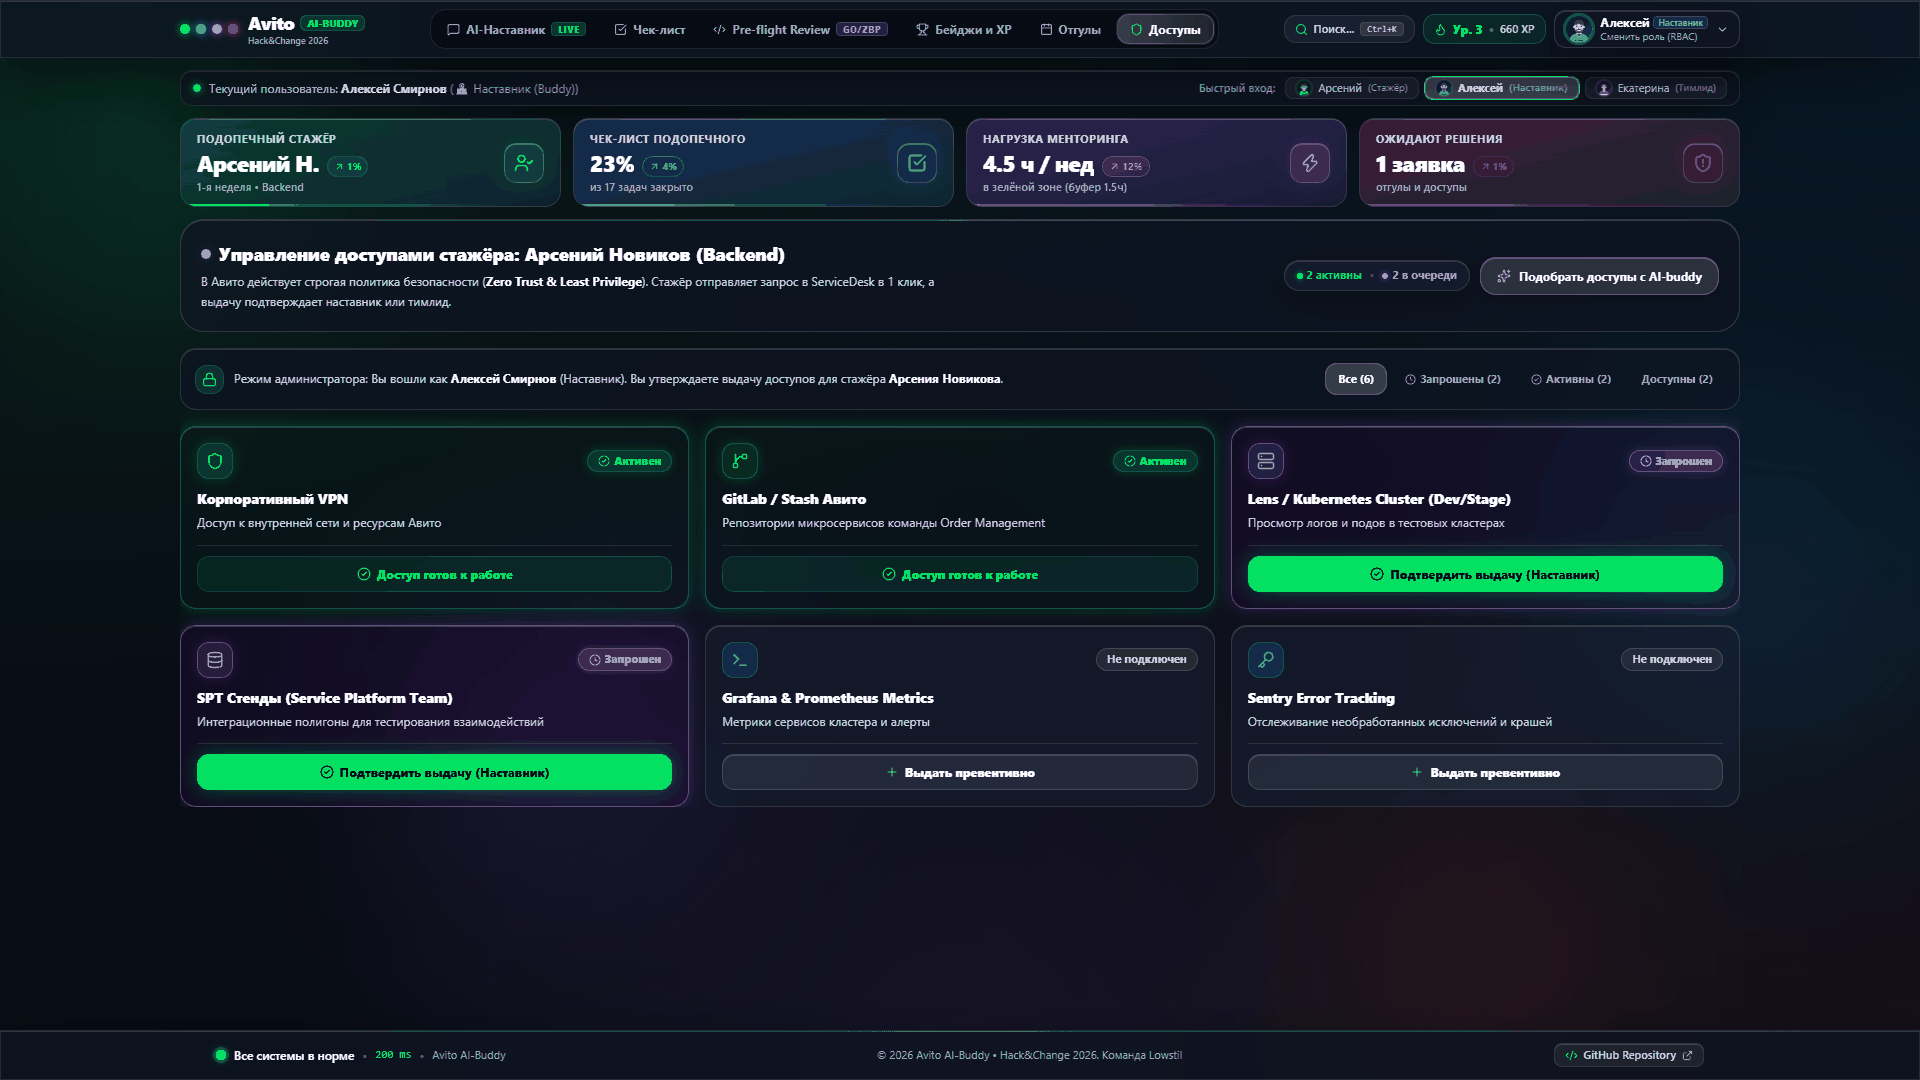 Avito AI-BUDDY
Hack&Change 2026
AI-Наставник LIVE
Чек-лист
Pre-flight Review GO/ZBP
Бейджи и XP
Отгулы
Доступы
Поиск... Ctrl+K
Ур. 3 • 660 XP
Алексей Наставник
Сменить роль (RBAC)
Текущий пользователь: Алексей Смирнов ( Наставник (Buddy))
Быстрый вход:
Арсений (Стажёр)
Алексей (Наставник)
Екатерина (Тимлид)
ПОДОПЕЧНЫЙ СТАЖЁР
Арсений Н. 1%
1-я неделя • Backend
ЧЕК-ЛИСТ ПОДОПЕЧНОГО
23% 4%
из 17 задач закрыто
НАГРУЗКА МЕНТОРИНГА
4.5 ч / нед 12%
в зелёной зоне (буфер 1.5ч)
ОЖИДАЮТ РЕШЕНИЯ
1 заявка 1%
отгулы и доступы
Управление доступами стажёра: Арсений Новиков (Backend)
В Авито действует строгая политика безопасности (Zero Trust & Least Privilege). Стажёр отправляет запрос в ServiceDesk в 1 клик, а
выдачу подтверждает наставник или тимлид.
2 активны • 2 в очереди
Подобрать доступы с AI-buddy
Режим администратора: Вы вошли как Алексей Смирнов (Наставник). Вы утверждаете выдачу доступов для стажёра Арсения Новикова.
Все (6)
Запрошены (2)
Активны (2)
Доступны (2)
Активен
Корпоративный VPN
Доступ к внутренней сети и ресурсам Авито
Доступ готов к работе
Активен
GitLab / Stash Авито
Репозитории микросервисов команды Order Management
Доступ готов к работе
Запрошен
Lens / Kubernetes Cluster (Dev/Stage)
Просмотр логов и подов в тестовых кластерах
Подтвердить выдачу (Наставник)
Запрошен
SPT Стенды (Service Platform Team)
Интеграционные полигоны для тестирования взаимодействий
Подтвердить выдачу (Наставник)
Не подключен
Grafana & Prometheus Metrics
Метрики сервисов кластера и алерты
+ Выдать превентивно
Не подключен
Sentry Error Tracking
Отслеживание необработанных исключений и крашей
+ Выдать превентивно
Все системы в норме • 200 ms • Avito AI-Buddy
© 2026 Avito AI-Buddy • Hack&Change 2026. Команда Lowstil
GitHub Repository